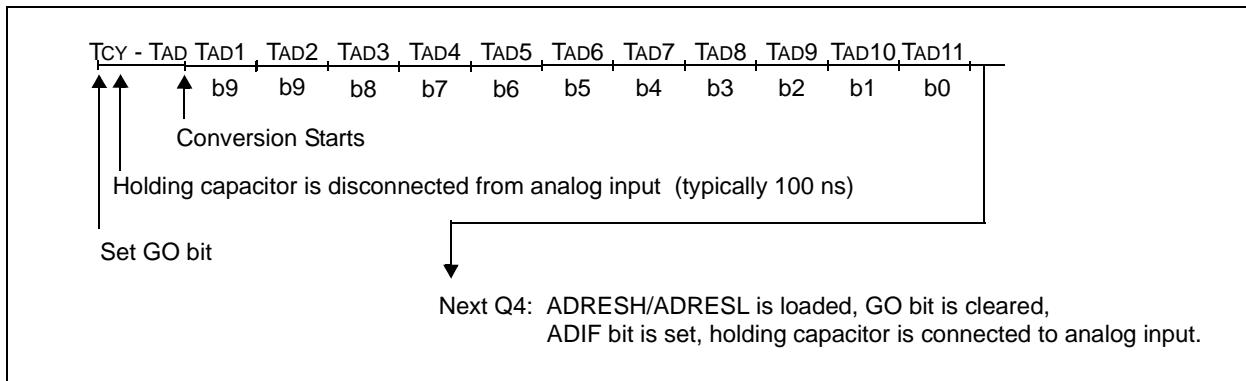 TCY - TAD TAD1 TAD2 TAD3 TAD4 TAD5 TAD6 TAD7 TAD8 TAD9 TAD10 TAD11
b9 b9 b8 b7 b6 b5 b4 b3 b2 b1 b0
Conversion Starts
Holding capacitor is disconnected from analog input (typically 100 ns)
Set GO bit
Next Q4: ADRESH/ADRESL is loaded, GO bit is cleared,
ADIF bit is set, holding capacitor is connected to analog input.